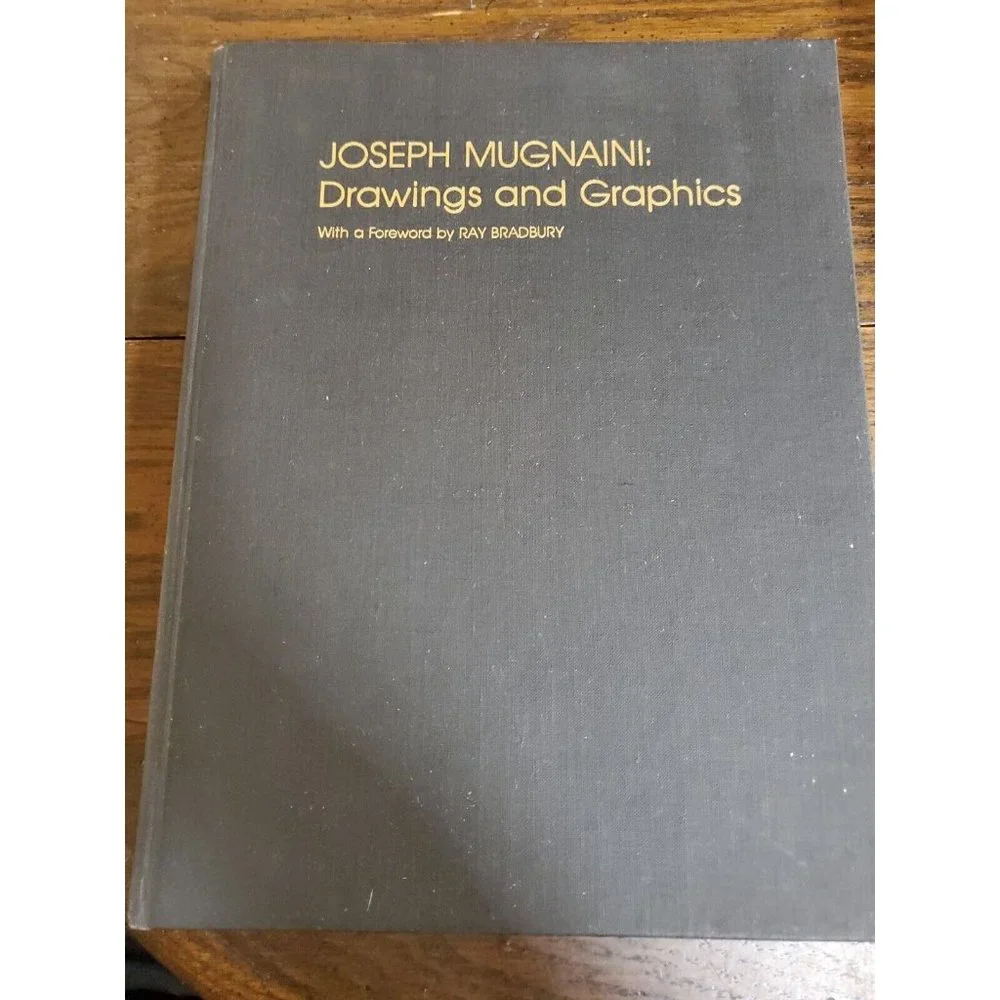 JOSEPH MUGNAINI:
Drawings and Graphics
With a Foreword by RAY BRADBURY